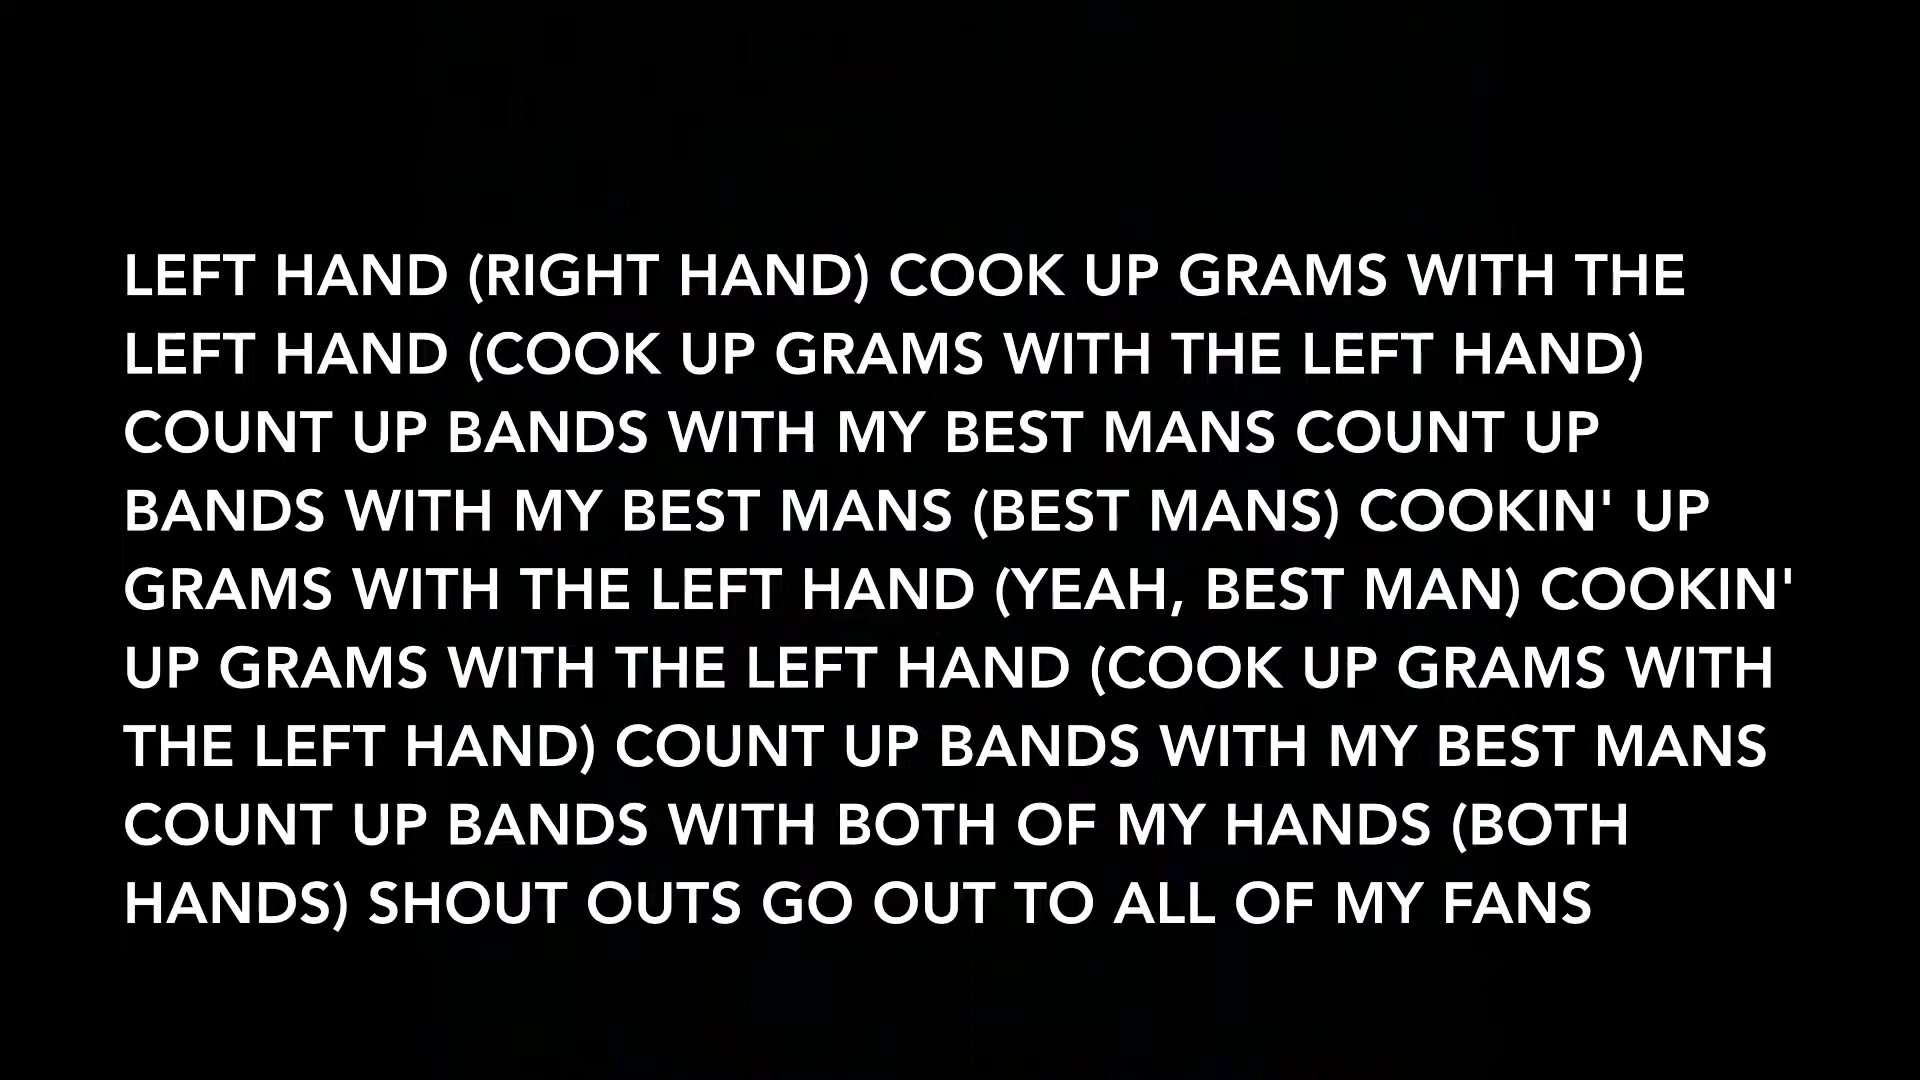 LEFT HAND (RIGHT HAND) COOK UP GRAMS WITH THE
LEFT HAND (COOK UP GRAMS WITH THE LEFT HAND)
COUNT UP BANDS WITH MY BEST MANS COUNT UP
BANDS WITH MY BEST MANS (BEST MANS) COOKIN' UP
GRAMS WITH THE LEFT HAND (YEAH, BEST MAN) COOKIN'
UP GRAMS WITH THE LEFT HAND (COOK UP GRAMS WITH
THE LEFT HAND) COUNT UP BANDS WITH MY BEST MANS
COUNT UP BANDS WITH BOTH OF MY HANDS (BOTH
HANDS) SHOUT OUTS GO OUT TO ALL OF MY FANS